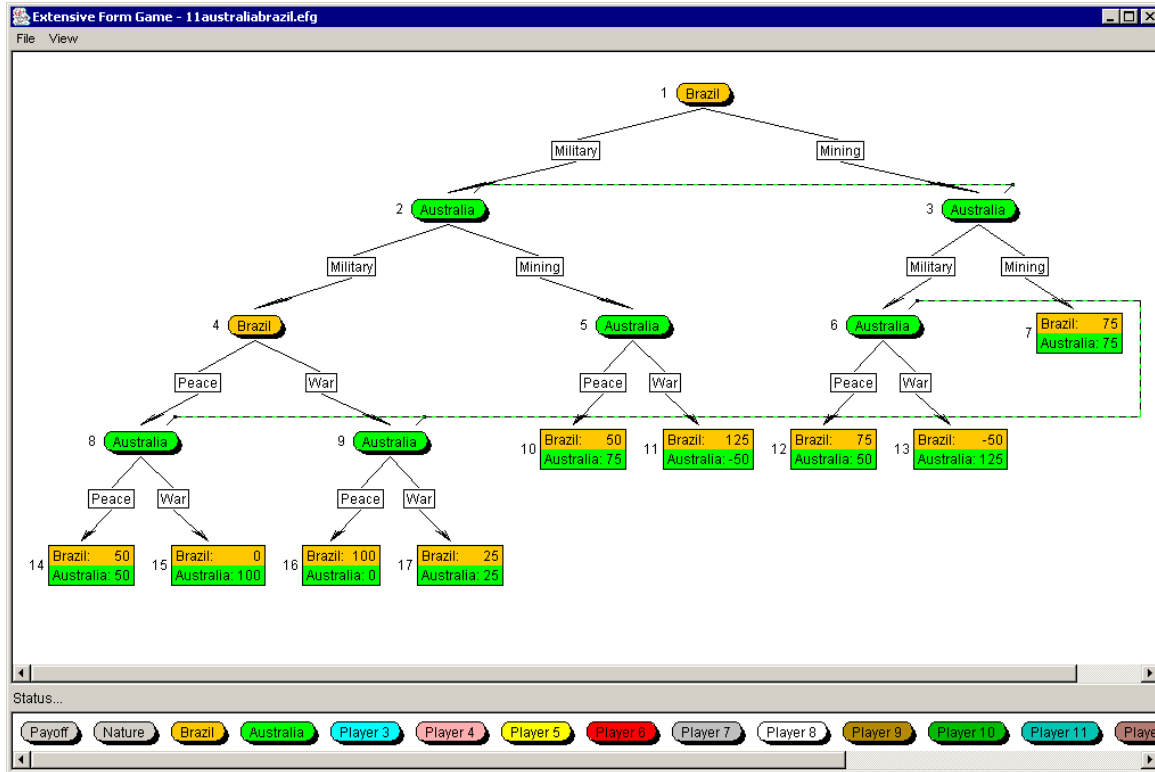 Extensive Form Game - 11australiabrazil.efg
File View
1 Brazil
Military Mining
2 Australia 3 Australia
Military Mining Military Mining
4 Brazil 5 Australia 6 Australia 7 Brazil: 75
Australia: 75
Peace War Peace War Peace War
8 Australia 9 Australia 10 Brazil: 50 11 Brazil: 125 12 Brazil: 75 13 Brazil: -50
Australia: 75 Australia: -50 Australia: 50 Australia: 125
Peace War Peace War
14 Brazil: 50 15 Brazil: 0 16 Brazil: 100 17 Brazil: 25
Australia: 50 Australia: 100 Australia: 0 Australia: 25
Status...
Payoff Nature Brazil Australia Player 3 Player 4 Player 5 Player 6 Player 7 Player 8 Player 9 Player 10 Player 11 Playe